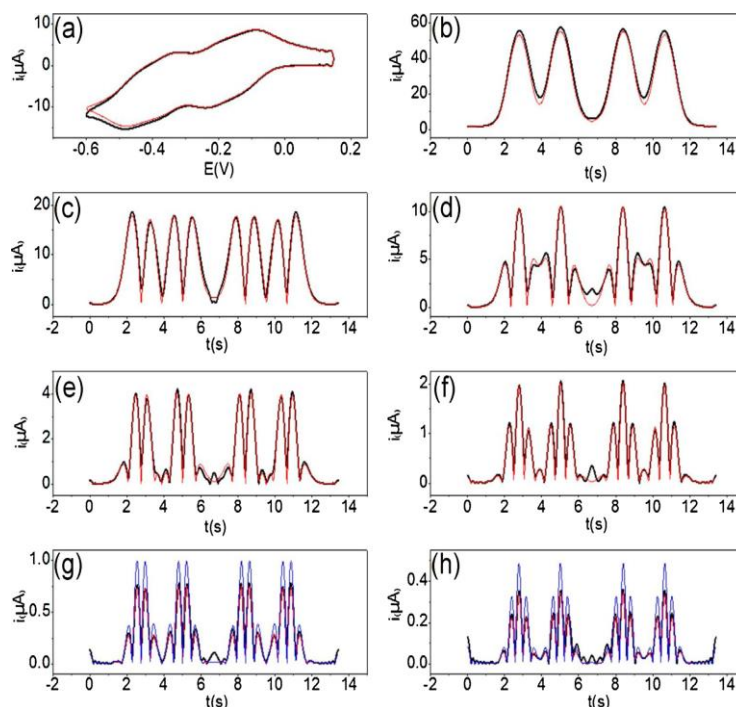 (a)
i(μA)
10
0
-10
-0.6 -0.4 -0.2 0.0 0.2
E(V)
(b)
i(μA)
60
40
20
0
-2 0 2 4 6 8 10 12 14
t(s)
(c)
i(μA)
20
10
0
-2 0 2 4 6 8 10 12 14
t(s)
(d)
i(μA)
10
5
0
-2 0 2 4 6 8 10 12 14
t(s)
(e)
i(μA)
4
2
0
-2 0 2 4 6 8 10 12 14
t(s)
(f)
i(μA)
2
1
0
-2 0 2 4 6 8 10 12 14
t(s)
(g)
i(μA)
1.0
0.5
0.0
-2 0 2 4 6 8 10 12 14
t(s)
(h)
i(μA)
0.4
0.2
0.0
-2 0 2 4 6 8 10 12 14
t(s)